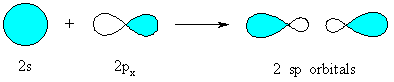 +
2s 2pₓ 2 sp orbitals